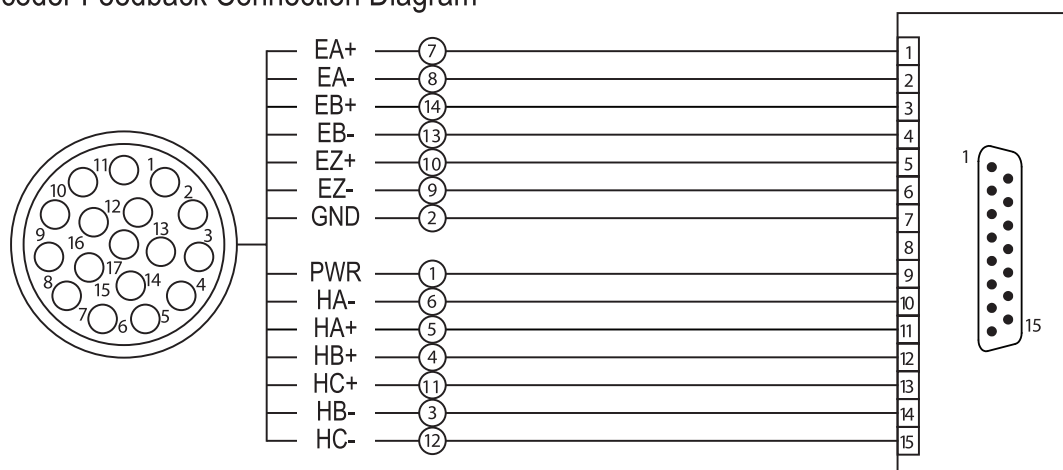 coder Feedback Connection Diagram
EA+ 7 1
EA- 8 2
EB+ 14 3
EB- 13 4
EZ+ 10 5
EZ- 9 6
GND 2 7
8
PWR 1 9
HA- 6 10
HA+ 5 11
HB+ 4 12
HC+ 11 13
HB- 3 14
HC- 12 15
11 1
10 2
12
9 16 13 3
17
8 15 14 4
7 6 5
1
15